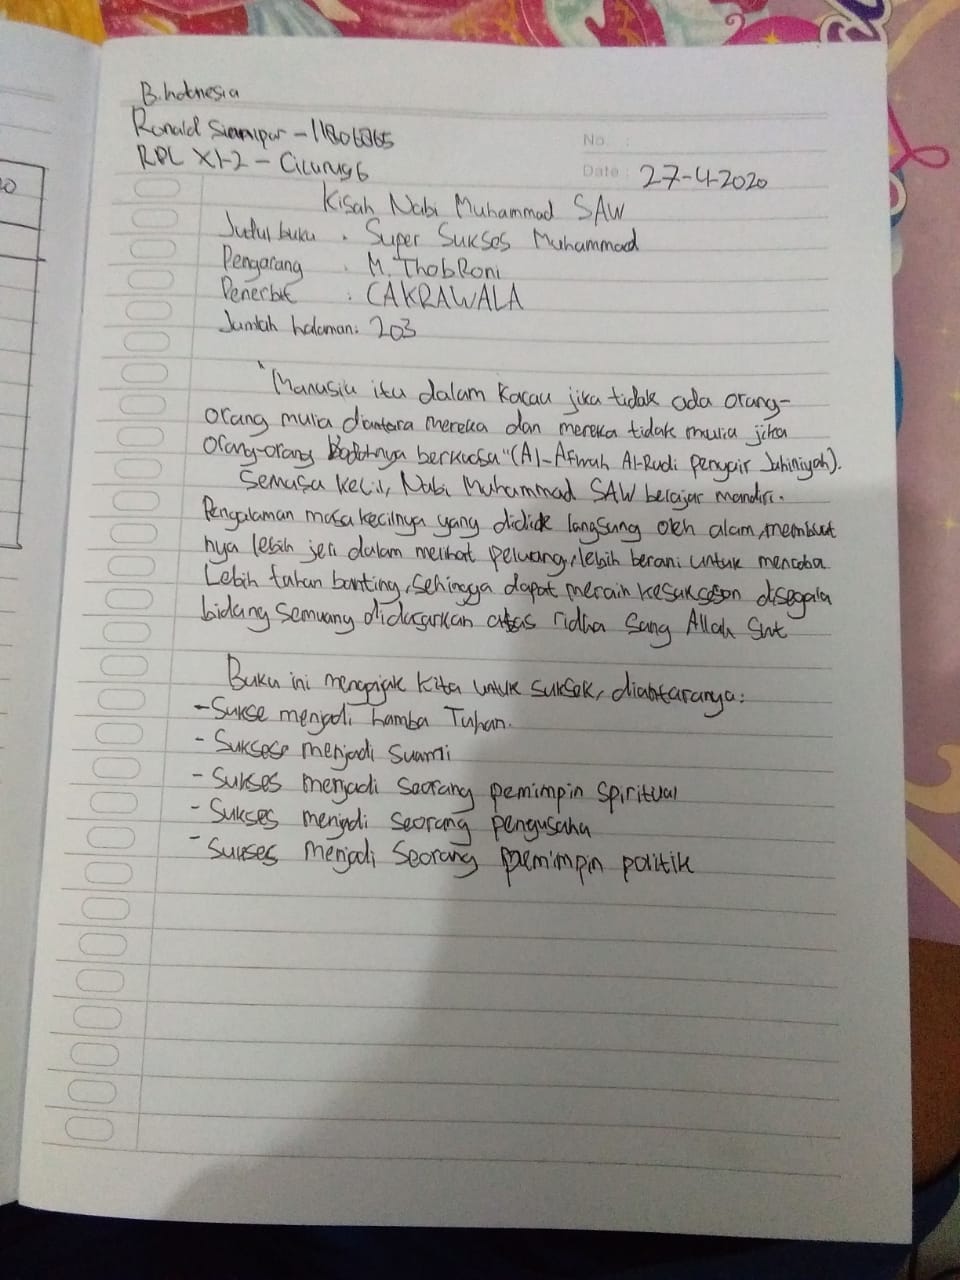 B. Indonesia
Ronald Sianipar - 11806865
RPL XI-2 - Cicurug 6
No. :
Date : 27-4-2020
Kisah Nabi Muhammad SAW
Judul buku : Super Sukses Muhammad
Pengarang : M. ThobRoni
Penerbit : CAKRAWALA
Jumlah halaman: 203
"Manusia itu dalam kacau jika tidak ada orang-
orang mulia diantara mereka dan mereka tidak mulia jika
orang-orang bodohnya berkuasa" (Al-Afwah Al-Audi penyair Jahiliyah).
Semasa kecil, Nabi Muhammad SAW belajar mandiri.
Pengalaman masa kecilnya yang dididik langsung oleh alam, membuat
nya lebih jeli dalam melihat peluang, lebih berani untuk mencoba
Lebih tahan banting, sehingga dapat meraih kesuksesan disegala
bidang semuanya didasarkan atas ridha Sang Allah Swt
Buku ini mengajak kita untuk suksek, diantaranya:
- Sukse menjadi hamba Tuhan.
- Suksese menjadi suami
- Sukses menjadi seorang pemimpin spiritual
- Sukses menjadi seorang pengusaha
- Sukses menjadi seorang pemimpin politik